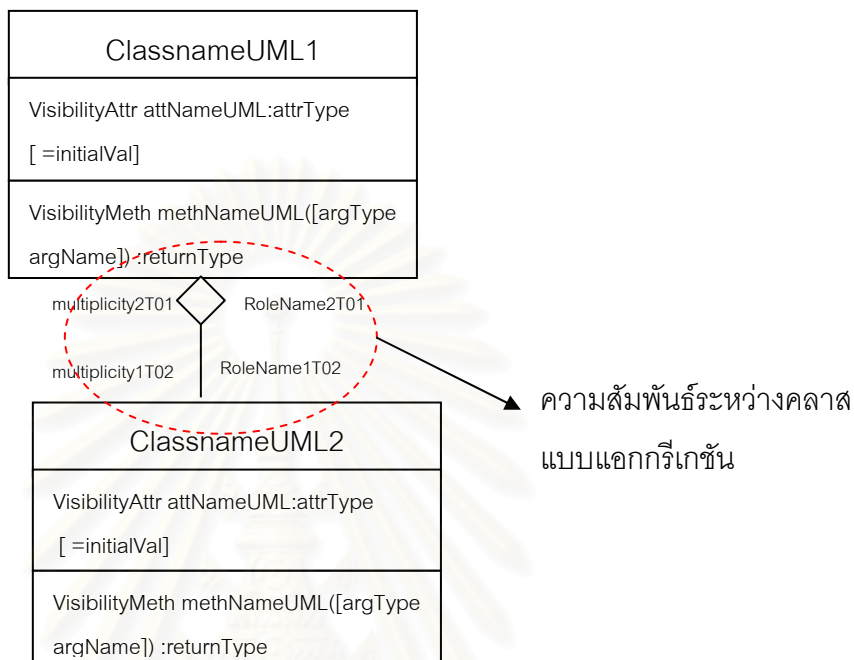 ClassnameUML1
VisibilityAttr attNameUML:attrType
[ =initialVal]
VisibilityMeth methNameUML([argType
argName]) :returnType
multiplicity2T01 RoleName2T01
multiplicity1T02 RoleName1T02
ความสัมพันธ์ระหว่างคลาส
แบบแอกกรีเกชัน
ClassnameUML2
VisibilityAttr attNameUML:attrType
[ =initialVal]
VisibilityMeth methNameUML([argType
argName]) :returnType